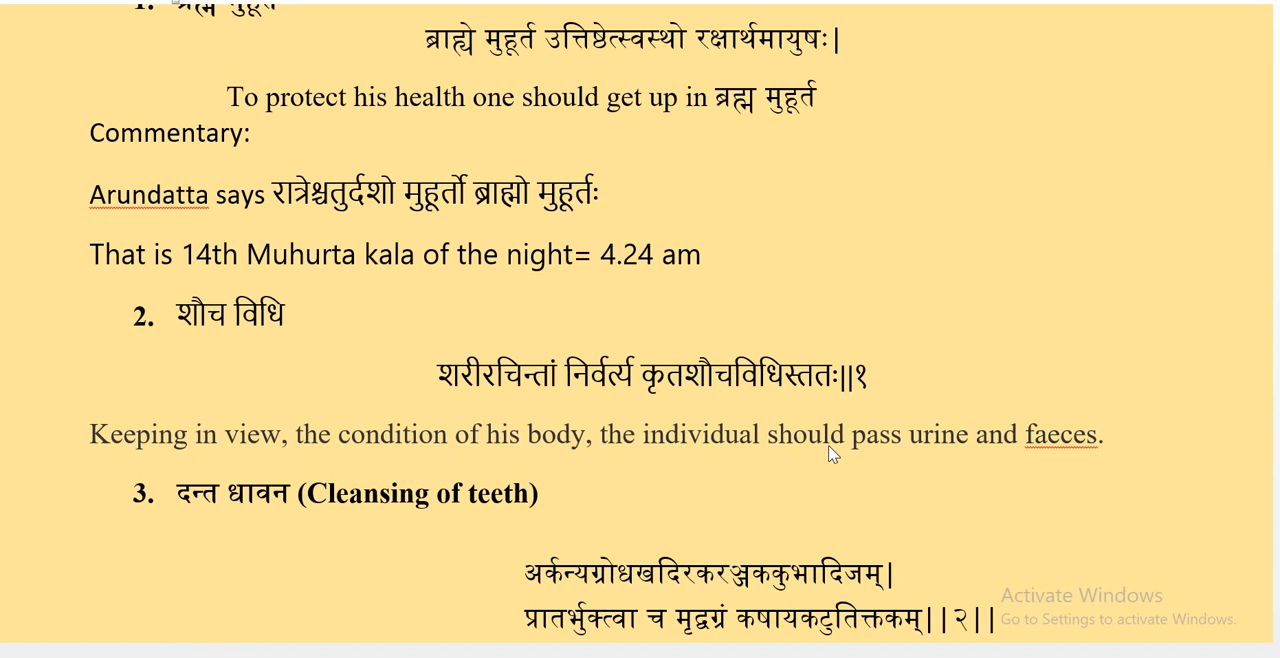 1. ब्रह्म मुहूर्त
ब्राह्ये मुहूर्त उत्तिष्ठेत्स्वस्थो रक्षार्थमायुषः|
To protect his health one should get up in ब्रह्म मुहूर्त
Commentary:
Arundatta says रात्रेश्चतुर्दशो मुहूर्तो ब्राह्मो मुहूर्तः
That is 14th Muhurta kala of the night= 4.24 am
2. शौच विधि
शरीरचिन्तां निर्वर्त्य कृतशौचविधिस्ततः||१
Keeping in view, the condition of his body, the individual should pass urine and faeces.
3. दन्त धावन (Cleansing of teeth)
अर्कन्यग्रोधखदिरकरञ्जककुभादिजम्|
प्रातर्भुक्त्वा च मृद्वग्रं कषायकटुतिक्तकम्||२||
Activate Windows
Go to Settings to activate Windows.